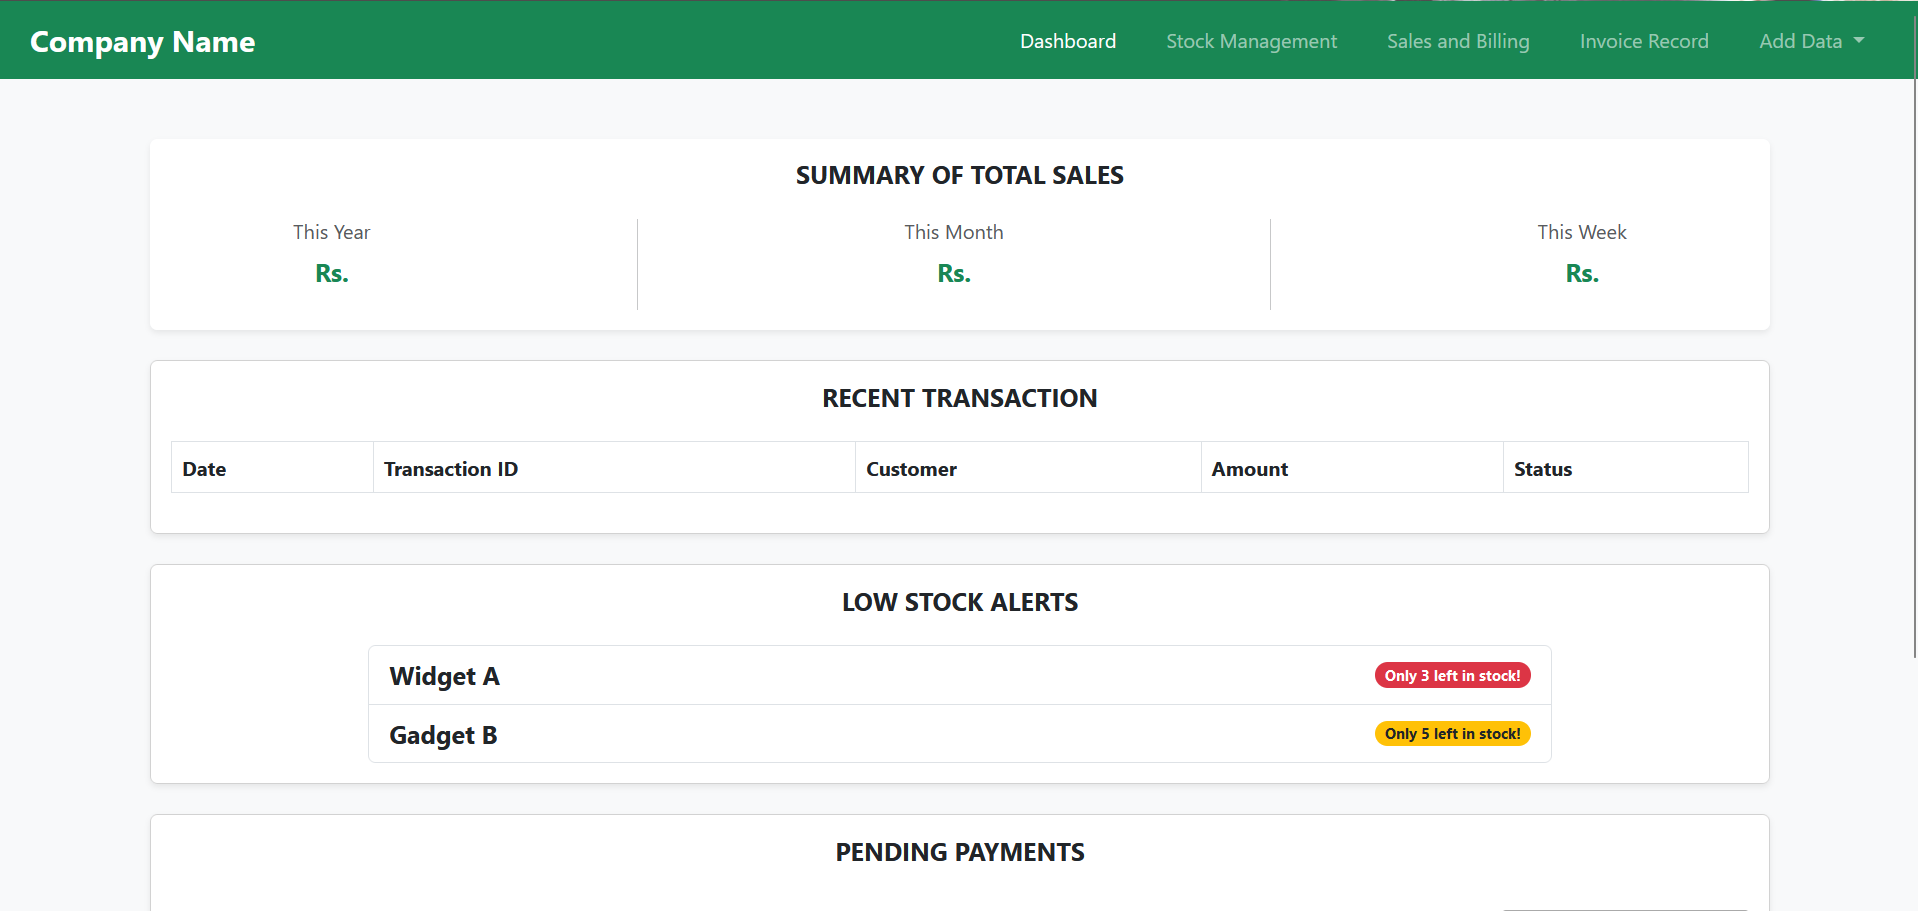 Company Name
Dashboard Stock Management Sales and Billing Invoice Record Add Data
SUMMARY OF TOTAL SALES
This Year This Month This Week
Rs. Rs. Rs.
RECENT TRANSACTION
Date Transaction ID Customer Amount Status
LOW STOCK ALERTS
Widget A Only 3 left in stock!
Gadget B Only 5 left in stock!
PENDING PAYMENTS